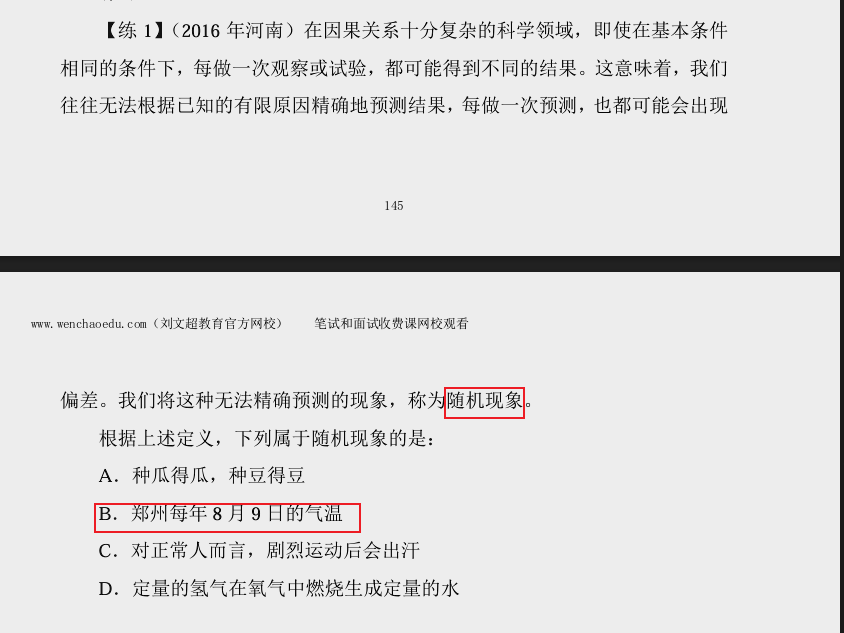 【练 1】（2016 年河南）在因果关系十分复杂的科学领域，即使在基本条件
相同的条件下，每做一次观察或试验，都可能得到不同的结果。这意味着，我们
往往无法根据已知的有限原因精确地预测结果，每做一次预测，也都可能会出现
145
www.wenchaoedu.com（刘文超教育官方网校） 笔试和面试收费课网校观看
偏差。我们将这种无法精确预测的现象，称为随机现象。
根据上述定义，下列属于随机现象的是：
A．种瓜得瓜，种豆得豆
B．郑州每年 8 月 9 日的气温
C．对正常人而言，剧烈运动后会出汗
D．定量的氢气在氧气中燃烧生成定量的水